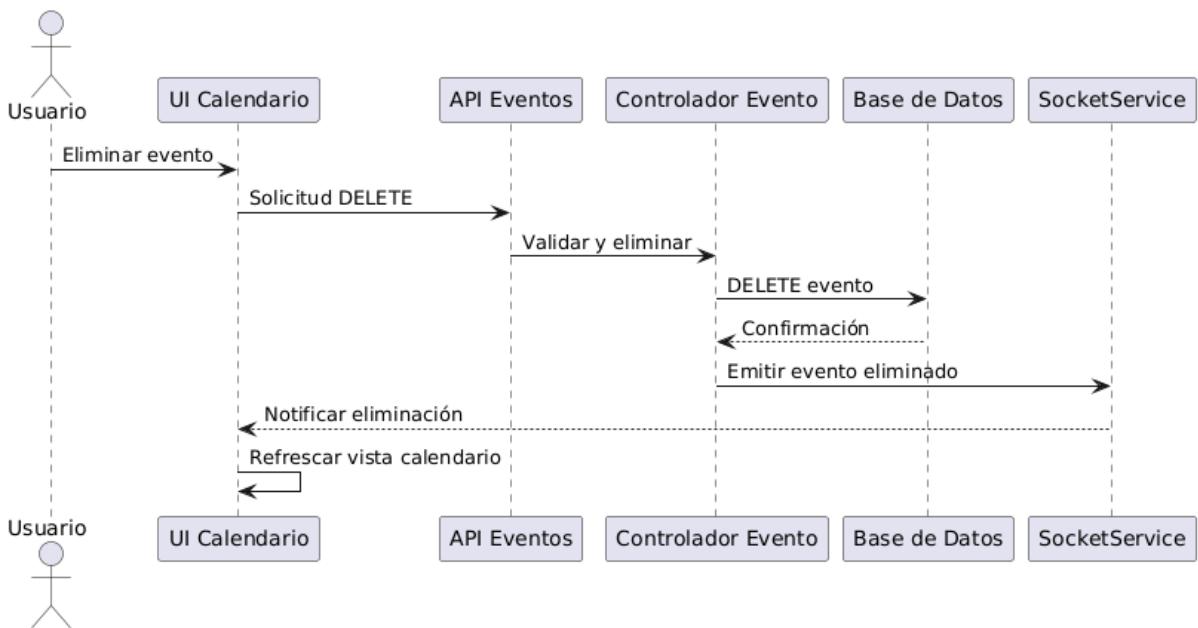 Usuario
UI Calendario
API Eventos
Controlador Evento
Base de Datos
SocketService
Eliminar evento
Solicitud DELETE
Validar y eliminar
DELETE evento
Confirmación
Emitir evento eliminado
Notificar eliminación
Refrescar vista calendario
Usuario
UI Calendario
API Eventos
Controlador Evento
Base de Datos
SocketService